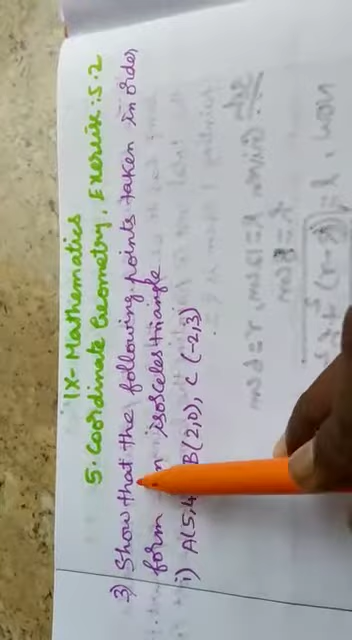 IX - Mathematics
5. Coordinate Geometry, Exercise: 5.2
3) Show that the following points taken in order
form isosceles triangle
i) A(5,4 B(2,0), C (-2,3)